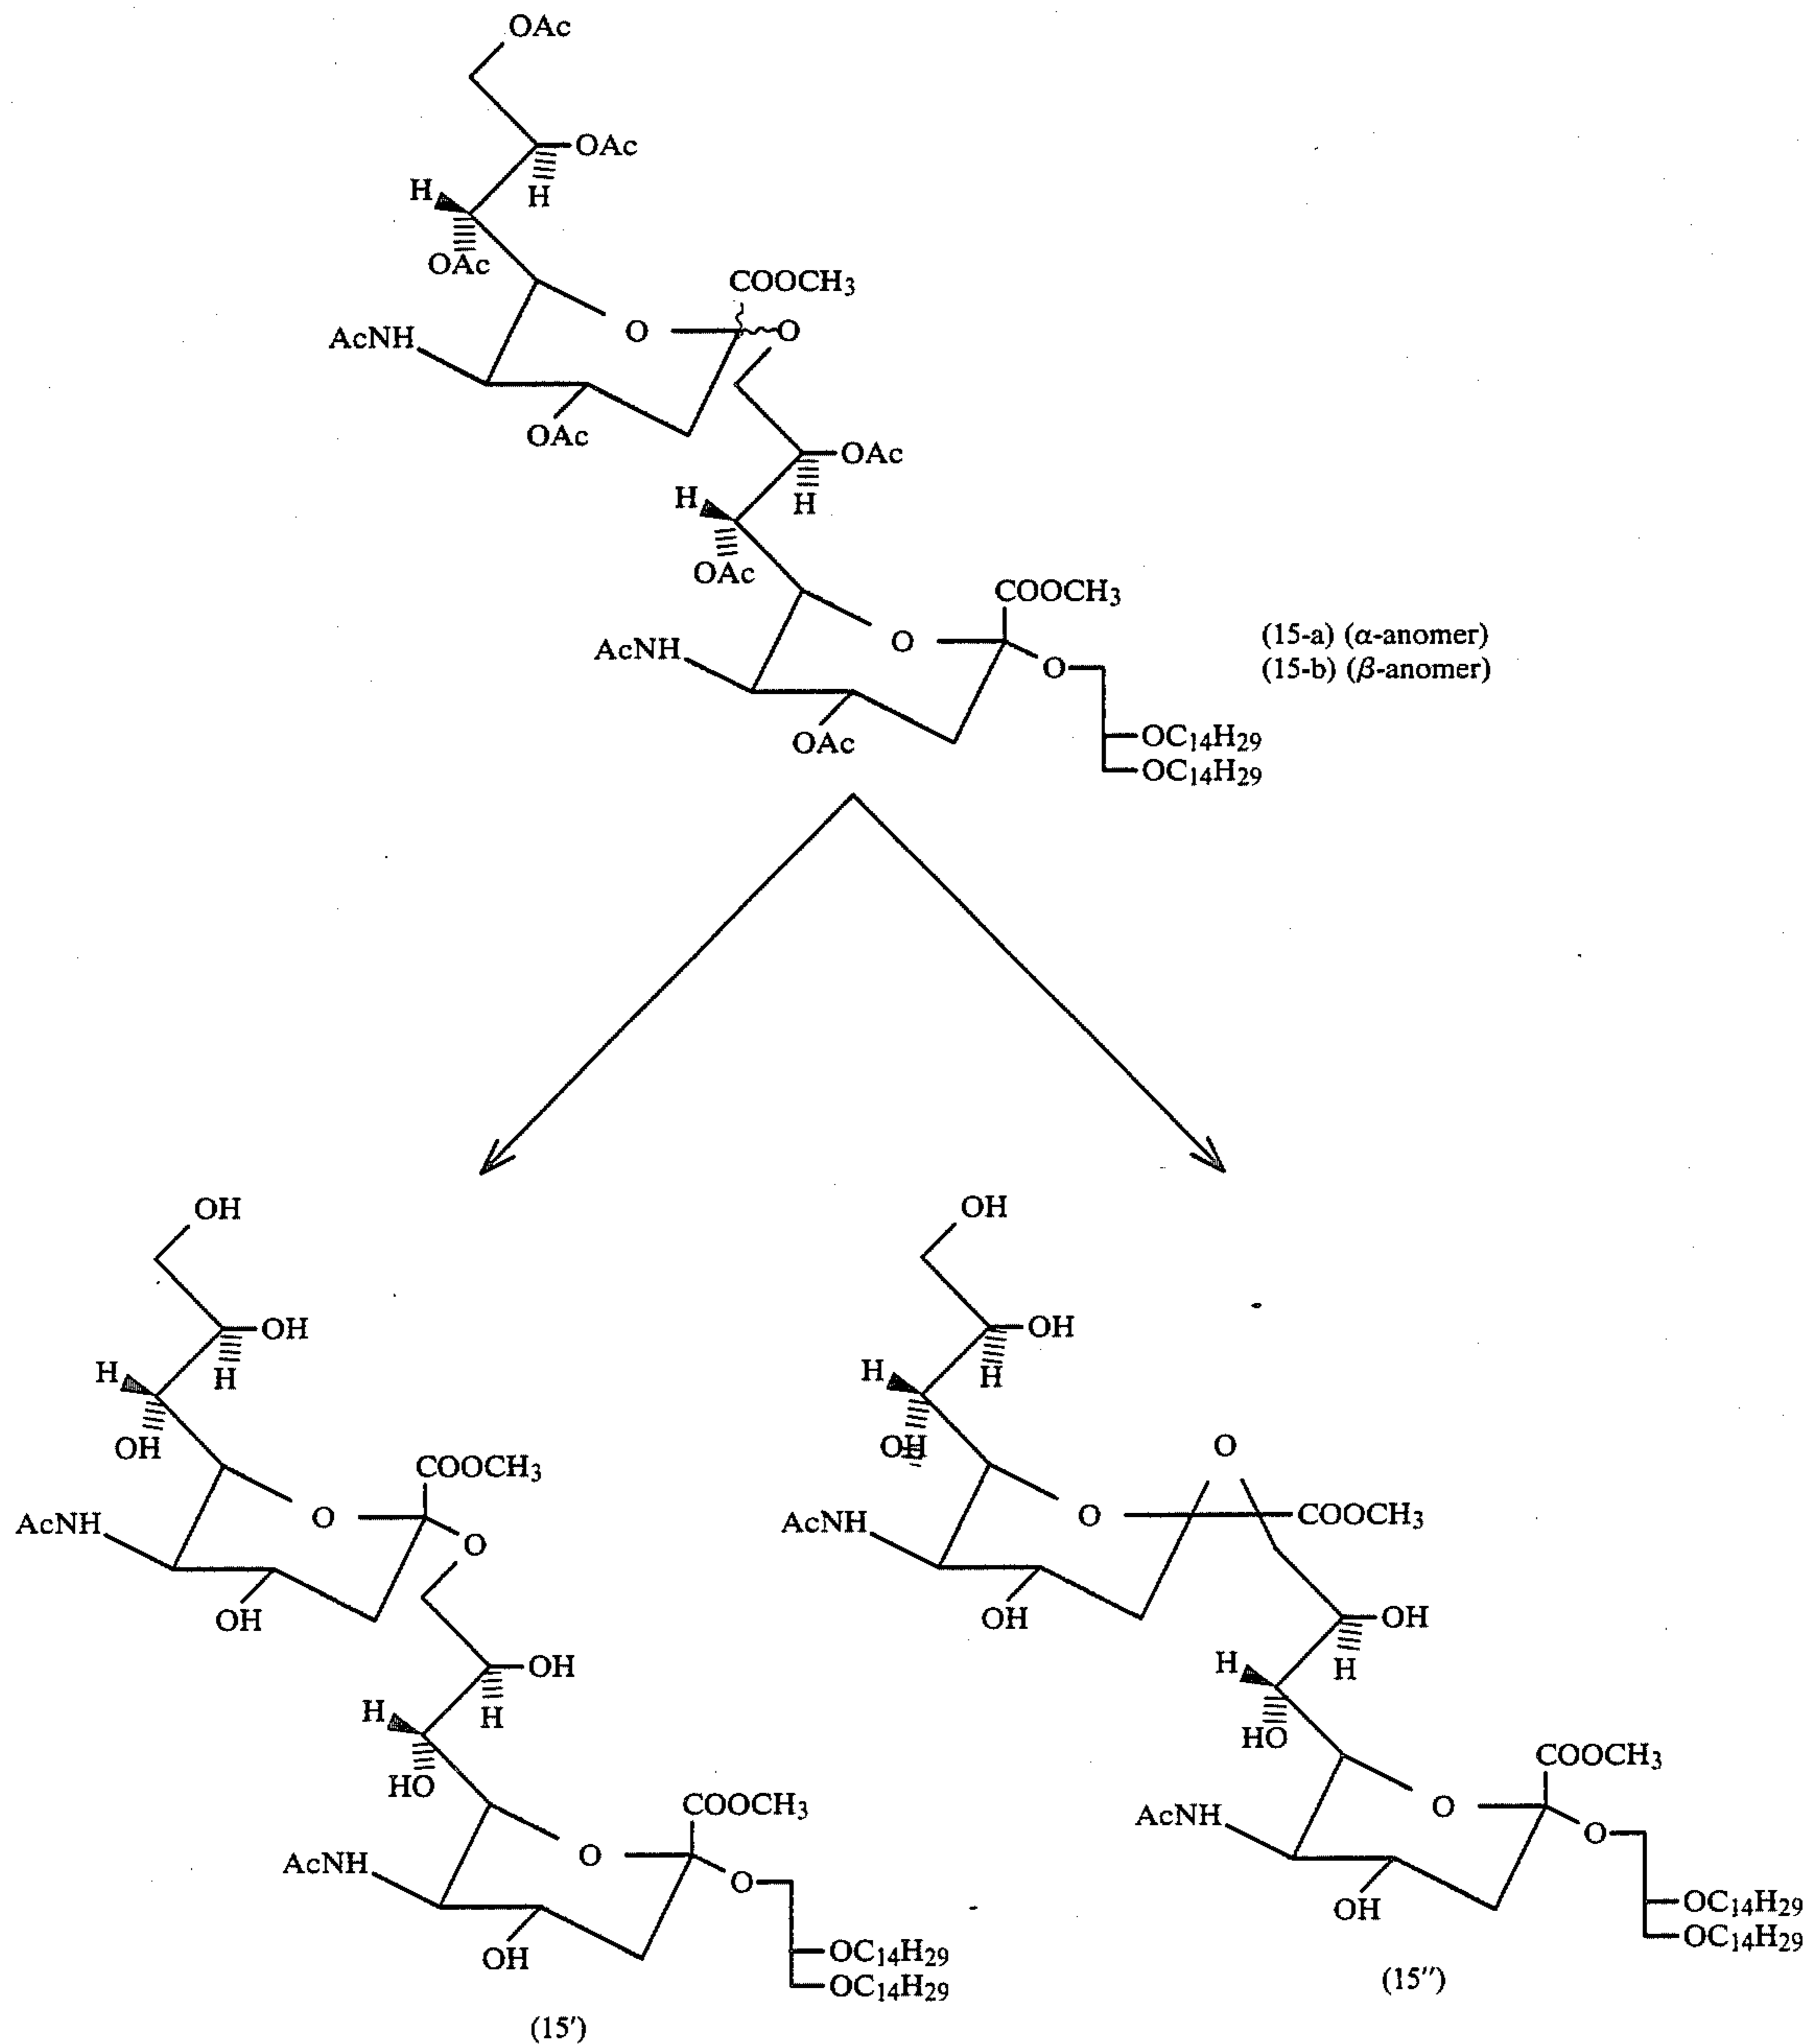 OAc
OAc
H
H
OAc
COOCH₃
O
O
AcNH
OAc
OAc
H
H
OAc
COOCH₃
O
AcNH
O
(15-a) (α-anomer)
(15-b) (β-anomer)
OAc
OC₁₄H₂₉
OC₁₄H₂₉
OH
OH
H
H
OH
COOCH₃
O
AcNH
O
OH
OH
H
H
HO
COOCH₃
O
AcNH
O
OH
OC₁₄H₂₉
OC₁₄H₂₉
(15′)
OH
OH
H
H
OH
O
O
COOCH₃
AcNH
OH
OH
H
H
HO
COOCH₃
O
AcNH
O
OH
OC₁₄H₂₉
OC₁₄H₂₉
(15″)